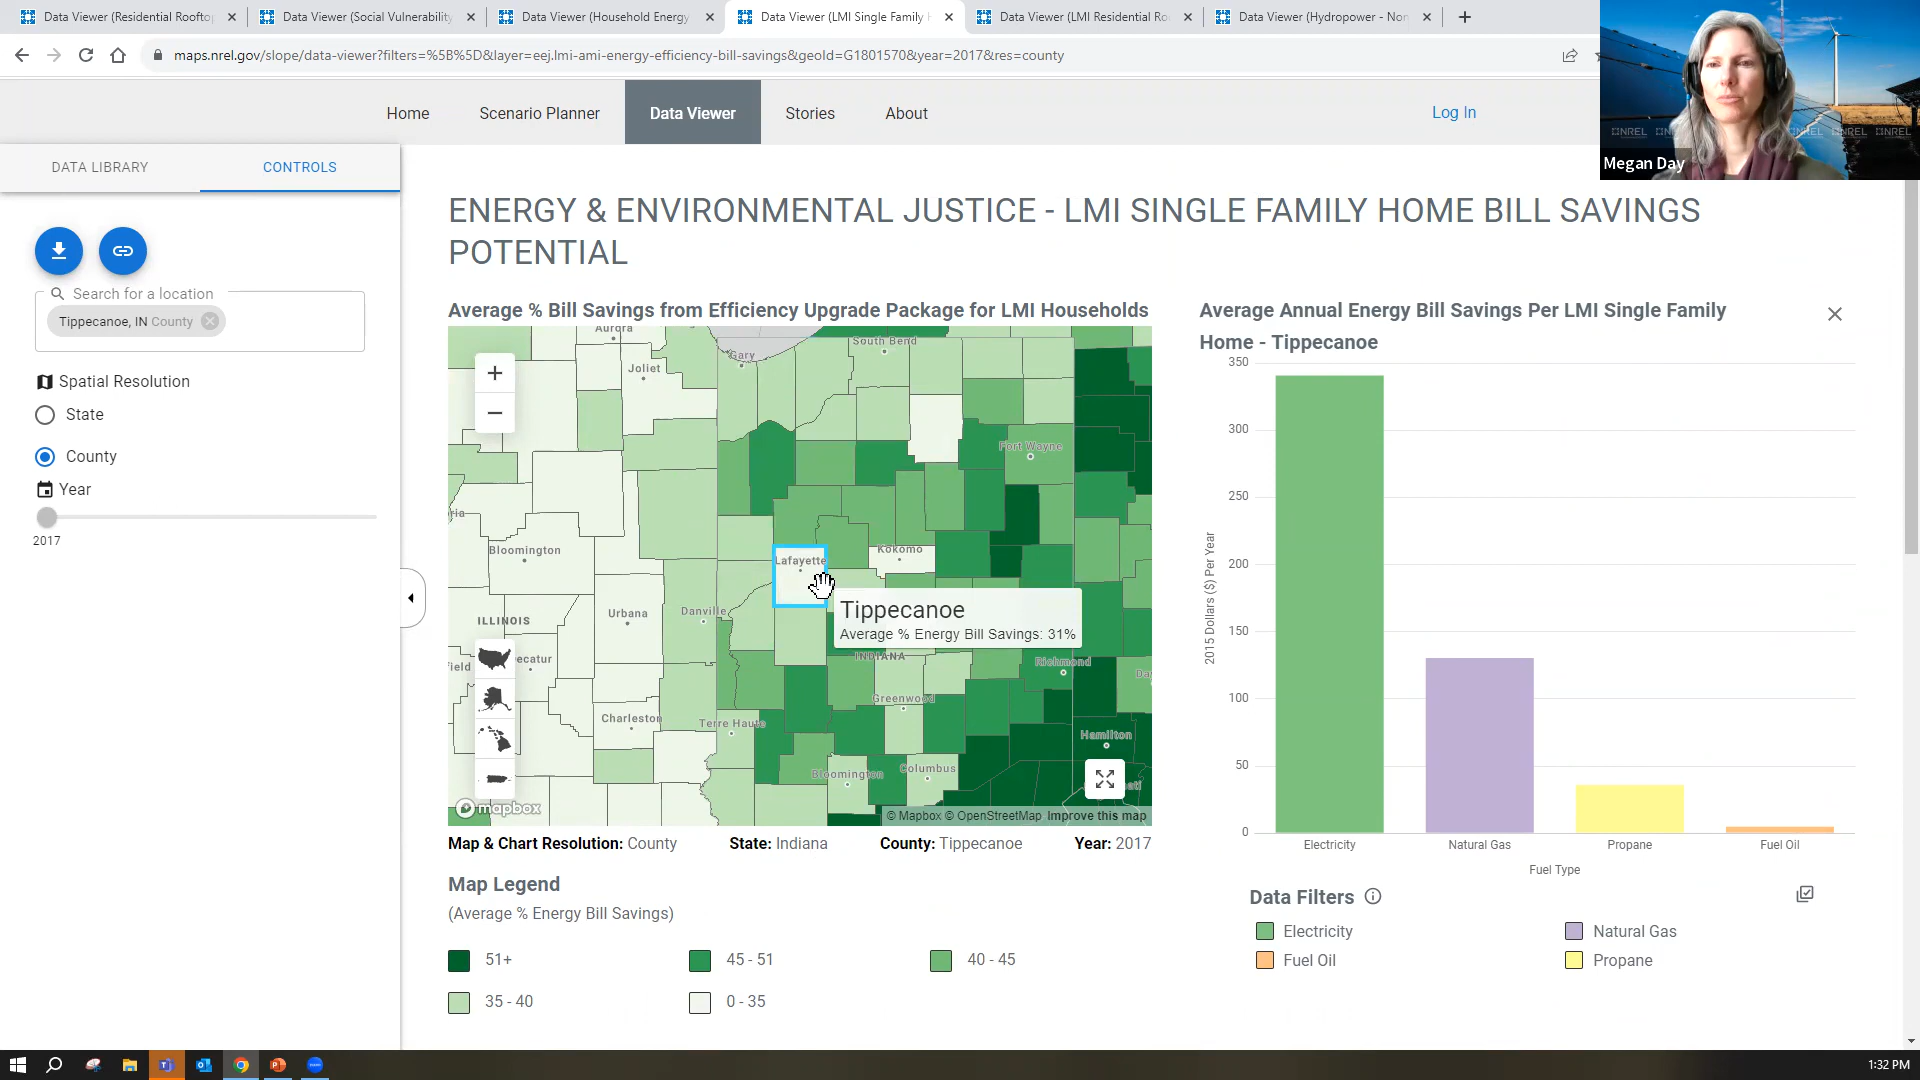 Data Viewer (Residential Roofto
Data Viewer (Social Vulnerability
Data Viewer (Household Energy
Data Viewer (LMI Single Family H
Data Viewer (LMI Residential Ro
Data Viewer (Hydropower - Non
maps.nrel.gov/slope/data-viewer?filters=%5B%5D&layer=eej.lmi-ami-energy-efficiency-bill-savings&geoId=G1801570&year=2017&res=county
Home
Scenario Planner
Data Viewer
Stories
About
Log In
NREL
Megan Day
DATA LIBRARY
CONTROLS
Search for a location
Tippecanoe, IN County
Spatial Resolution
State
County
Year
2017
ENERGY & ENVIRONMENTAL JUSTICE - LMI SINGLE FAMILY HOME BILL SAVINGS
POTENTIAL
Average % Bill Savings from Efficiency Upgrade Package for LMI Households
Aurora
South Bend
Gary
Joliet
Fort Wayne
ria
Bloomington
Kokomo
Lafayette
Urbana
Danville
ILLINOIS
Tippecanoe
Average % Energy Bill Savings: 31%
INDIANA
field
ecatur
Richmond
Da
Greenwood
Charleston
Terre Haute
Hamilton
Bloomington
Columbus
nati
mapbox
© Mapbox © OpenStreetMap Improve this map
Map & Chart Resolution: County
State: Indiana
County: Tippecanoe
Year: 2017
Map Legend
(Average % Energy Bill Savings)
51+
45 - 51
40 - 45
35 - 40
0 - 35
Average Annual Energy Bill Savings Per LMI Single Family
Home - Tippecanoe
350
300
250
200
150
100
50
0
2015 Dollars ($) Per Year
Electricity
Natural Gas
Propane
Fuel Oil
Fuel Type
Data Filters
Electricity
Natural Gas
Fuel Oil
Propane
1:32 PM